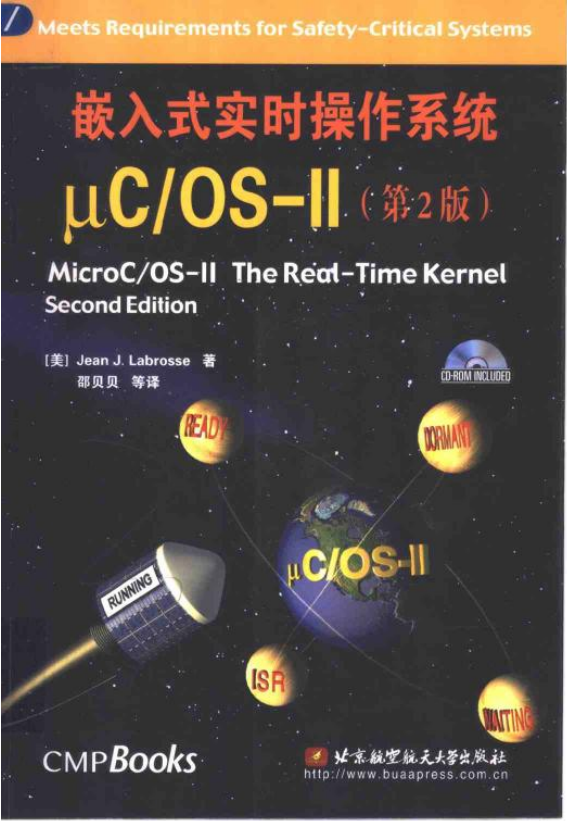 Meets Requirements for Safety-Critical Systems
嵌入式实时操作系统
μC/OS-II（第2版）
MicroC/OS-II The Real-Time Kernel
Second Edition
[美] Jean J. Labrosse 著
邵贝贝 等译
CD-ROM INCLUDED
READY
DORMANT
μC/OS-II
RUNNING
ISR
WAITING
CMPBooks
北京航空航天大学出版社
http://www.buaapress.com.cn